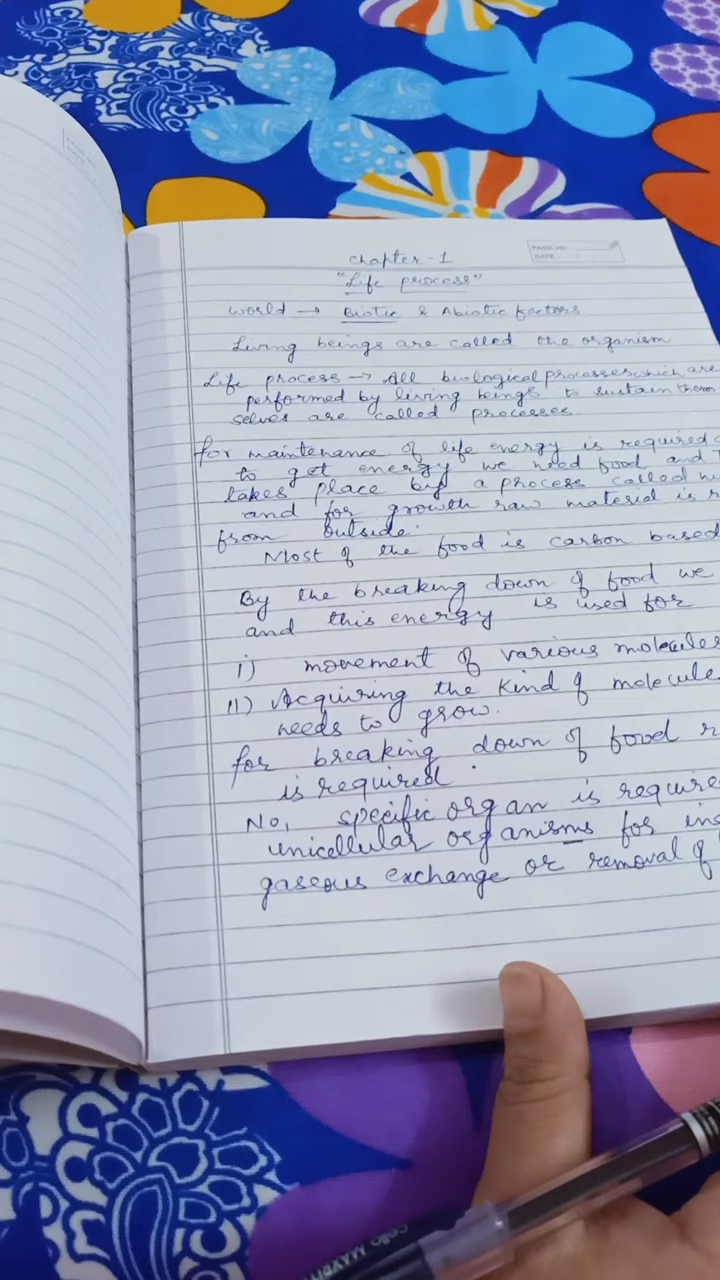 Chapter-1
PAGE NO.
DATE
"Life process"
World → Biotic & Abiotic factors
Living beings are called the organism
Life process → All biological processes which are
performed by living beings to sustain them
selves are called processes.
for maintenance of life energy is required
to get energy we need food and
takes place by a process called
and for growth raw material is
from outside.
Most of the food is carbon based
By the breaking down of food we
and this energy is used for
i) movement of various molecules
II) Acquiring the kind of molecule
needs to grow.
for breaking down of food
is required.
No, specific organ is require
unicellular organisms for
gaseous exchange or removal of
cello